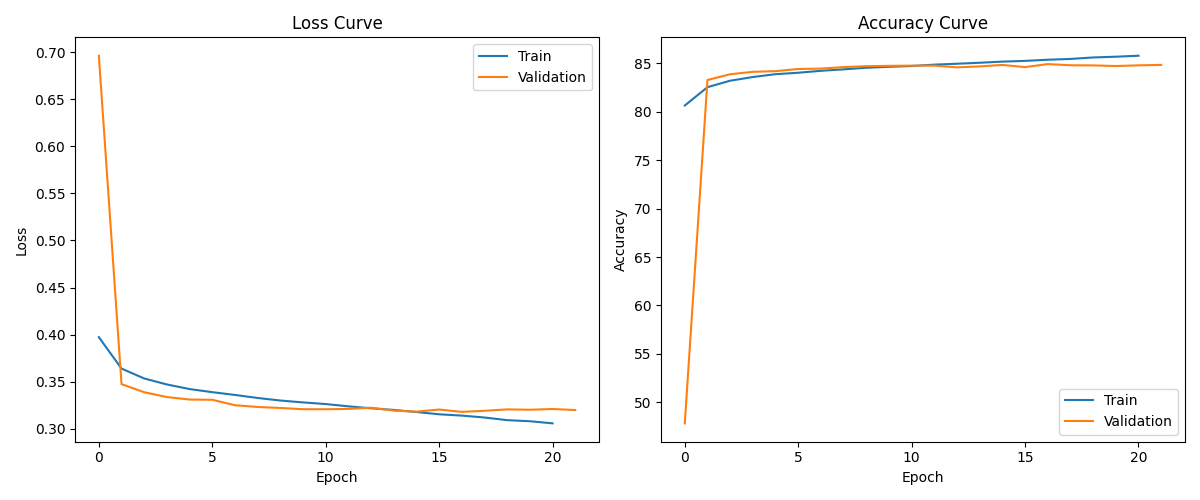 Loss Curve
0.70
0.65
0.60
0.55
0.50
0.45
0.40
0.35
0.30
Loss
0 5 10 15 20
Epoch
Train
Validation
Accuracy Curve
85
80
75
70
65
60
55
50
Accuracy
0 5 10 15 20
Epoch
Train
Validation